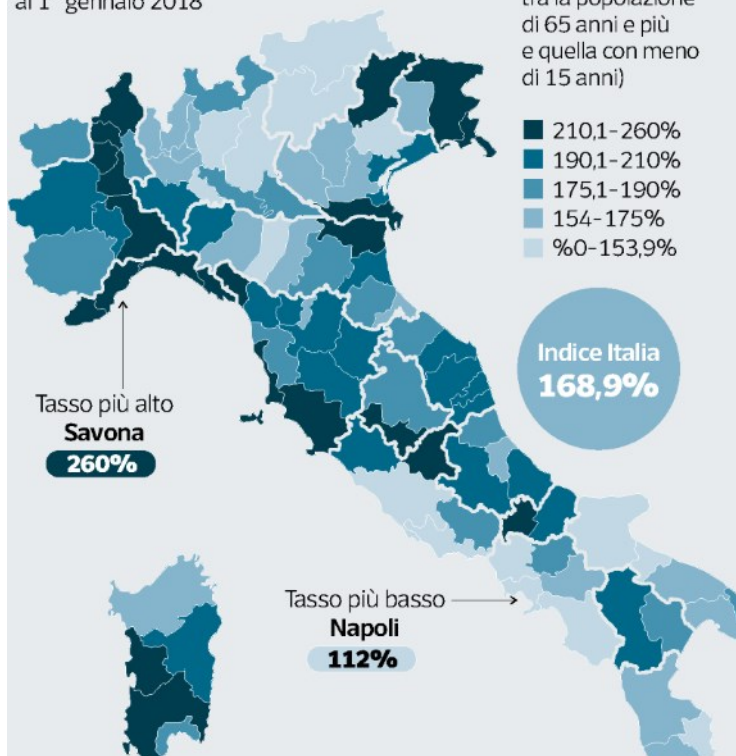 al 1° gennaio 2018
tra la popolazione
di 65 anni e più
e quella con meno
di 15 anni)
210,1-260%
190,1-210%
175,1-190%
154-175%
%0-153,9%
Indice Italia
168,9%
Tasso più alto
Savona
260%
Tasso più basso
Napoli
112%